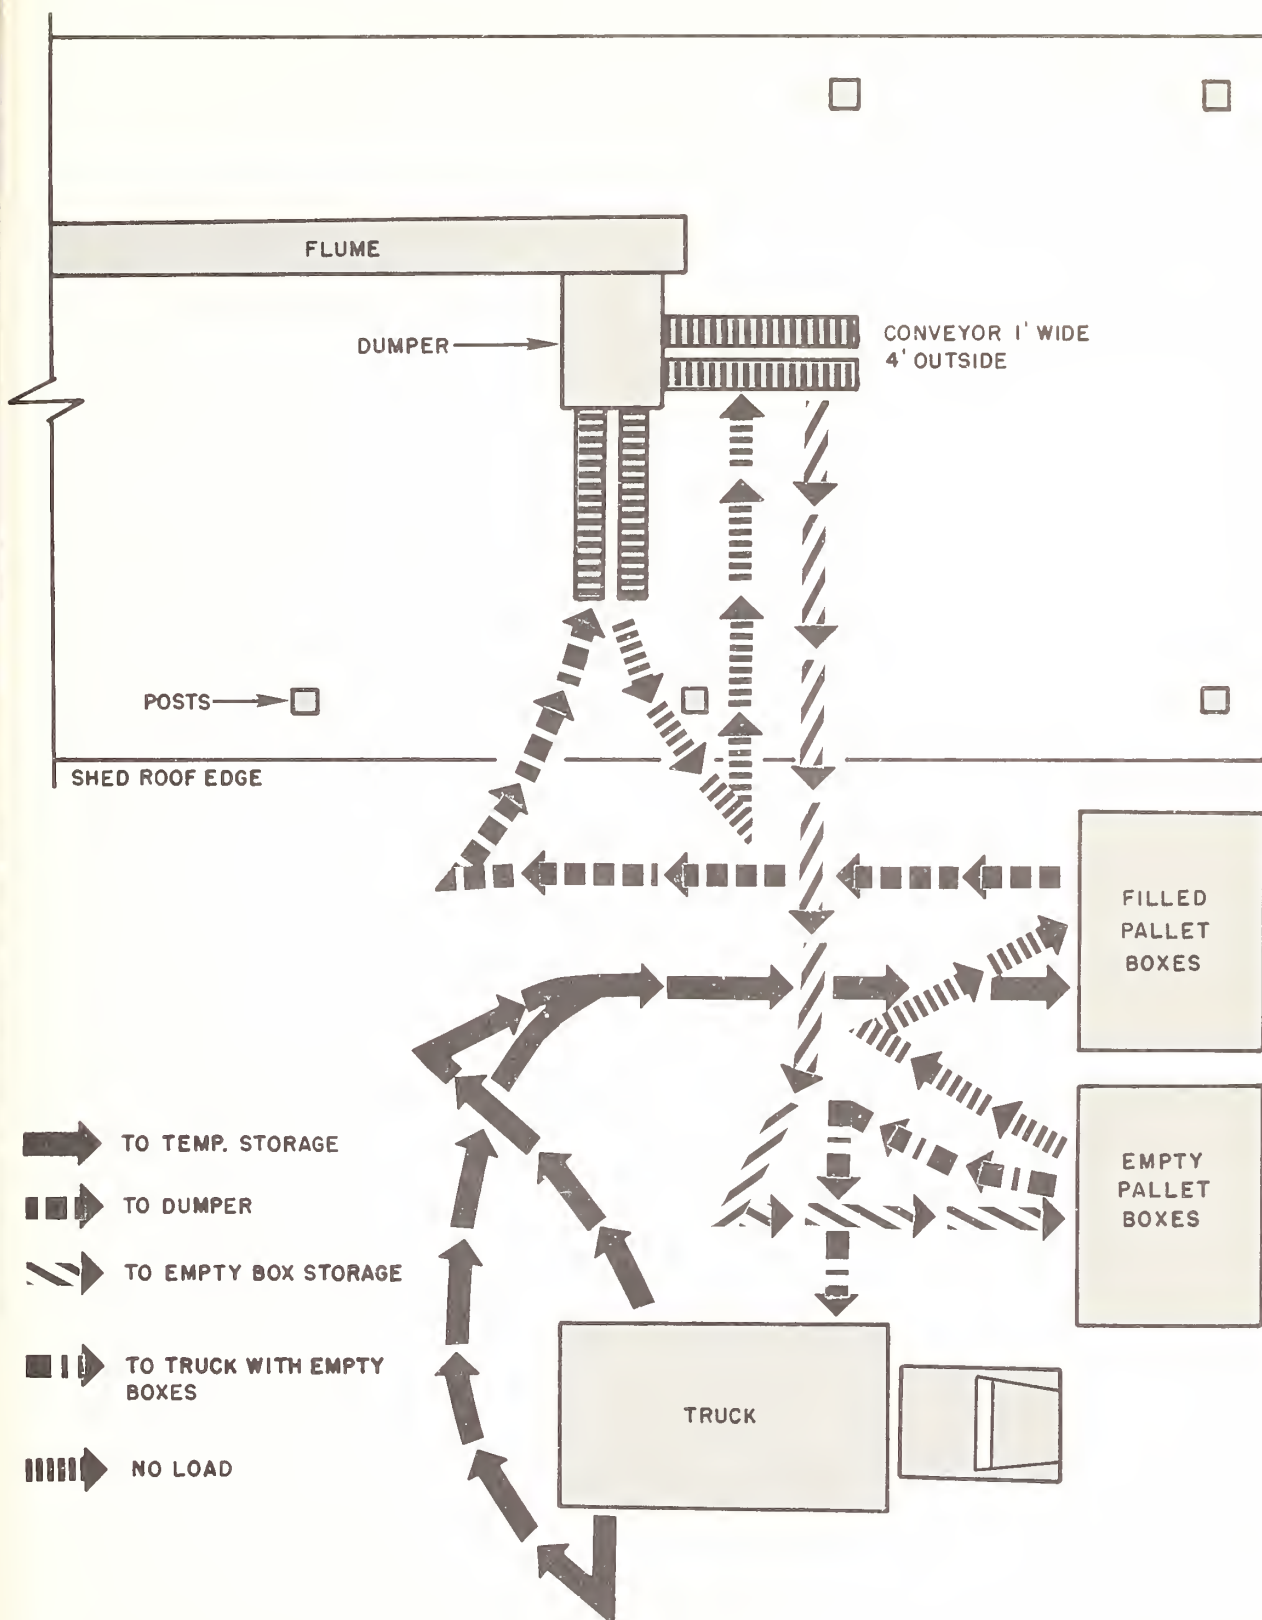 FLUME
DUMPER
CONVEYOR 1' WIDE
4' OUTSIDE
POSTS
SHED ROOF EDGE
FILLED
PALLET
BOXES
TO TEMP. STORAGE
TO DUMPER
TO EMPTY BOX STORAGE
TO TRUCK WITH EMPTY
BOXES
NO LOAD
EMPTY
PALLET
BOXES
TRUCK